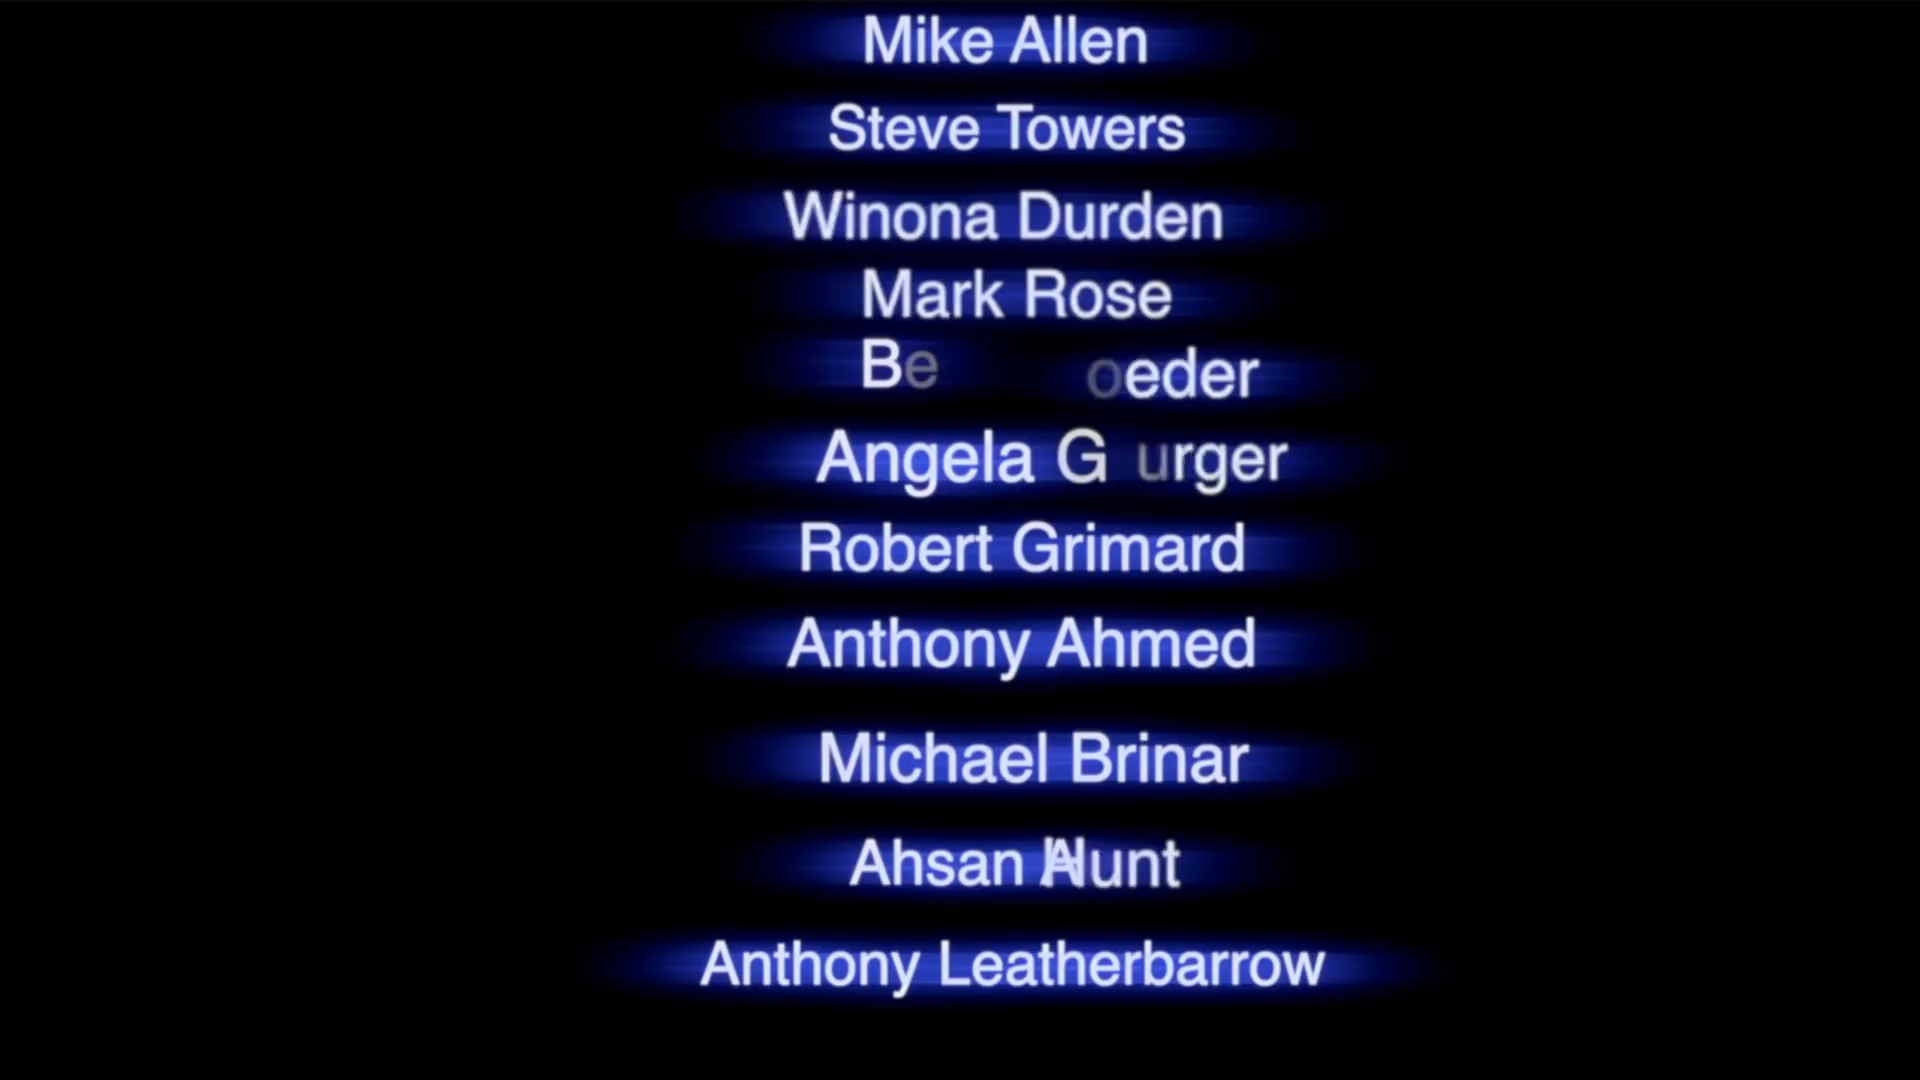 Mike Allen
Steve Towers
Winona Durden
Mark Rose
Angela
Robert Grimard
Anthony Ahmed
Michael Brinar
Ahsan
Anthony Leatherbarrow